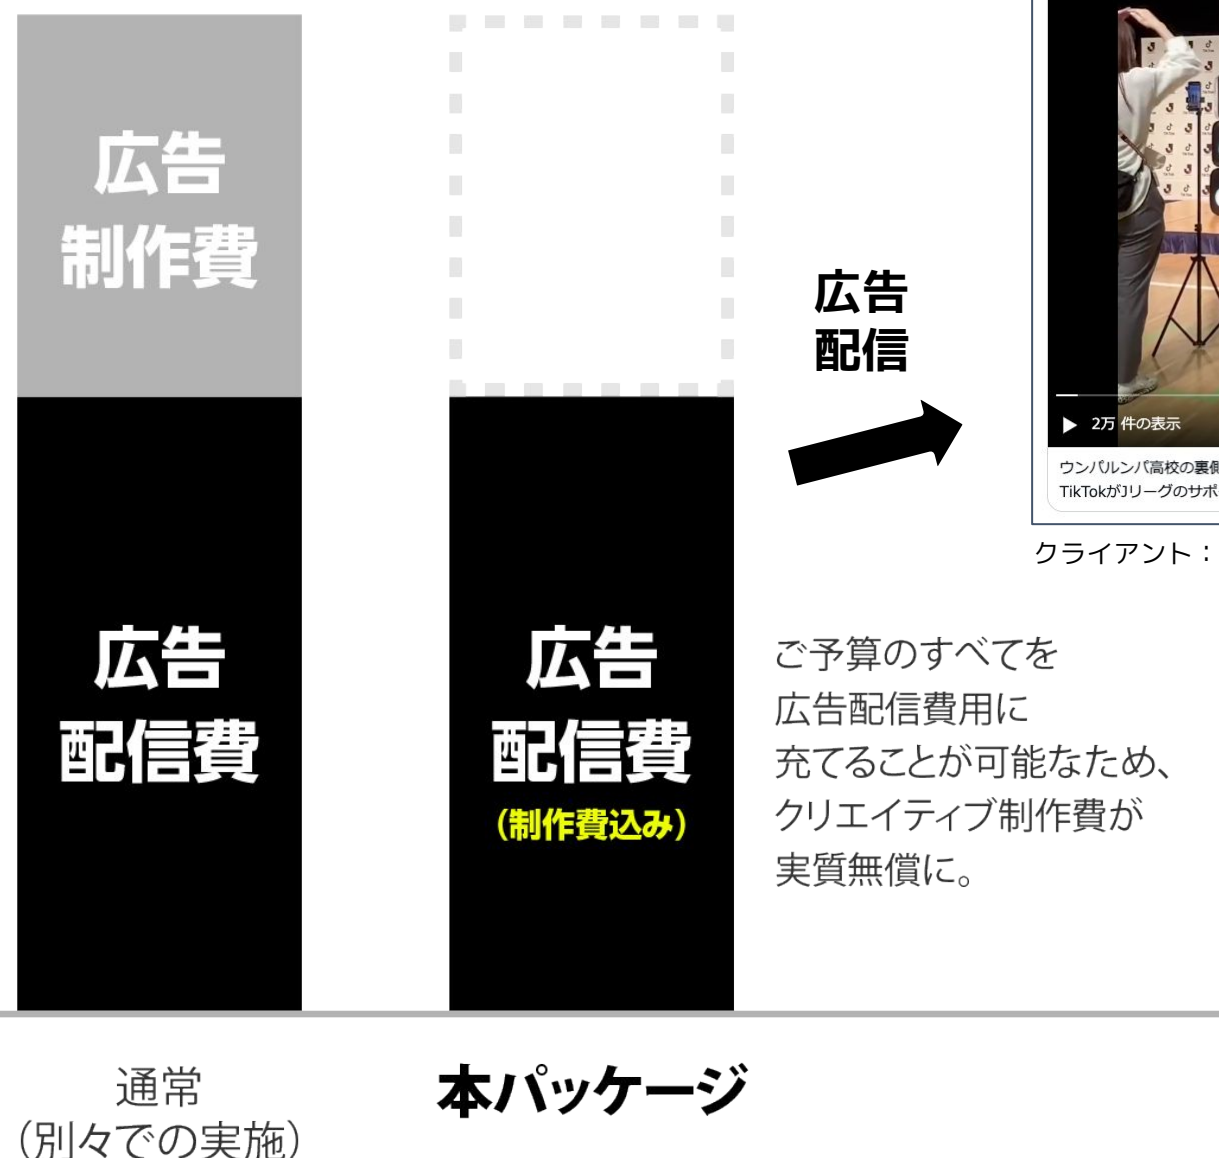 広告
制作費
広告
配信費
広告
配信費
(制作費込み)
広告
配信
2万 件の表示
ウンパルンパ高校の裏側
TikTokがJリーグのサポ
クライアント：
ご予算のすべてを
広告配信費用に
充てることが可能なため、
クリエイティブ制作費が
実質無償に。
通常
(別々での実施)
本パッケージ